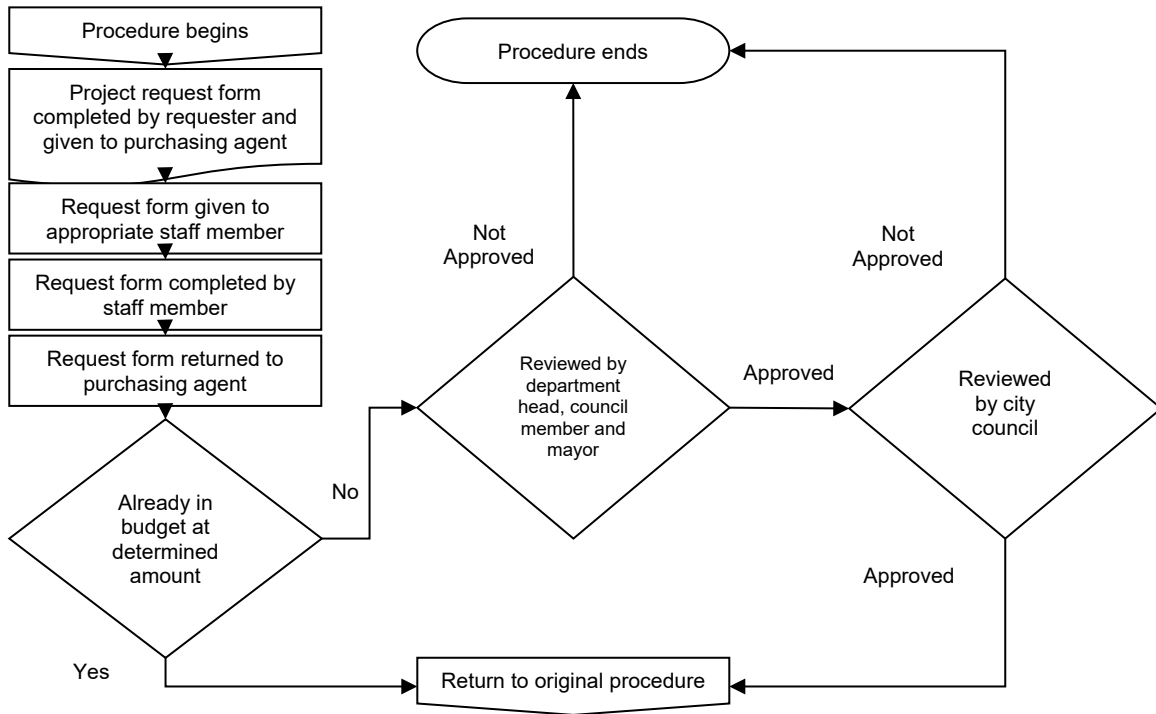 Procedure begins
Project request form
completed by requester and
given to purchasing agent
Request form given to
appropriate staff member
Request form completed by
staff member
Request form returned to
purchasing agent
Already in
budget at
determined
amount
Yes
No
Procedure ends
Not
Approved
Reviewed by
department
head, council
member and
mayor
Approved
Not
Approved
Reviewed
by city
council
Approved
Return to original procedure